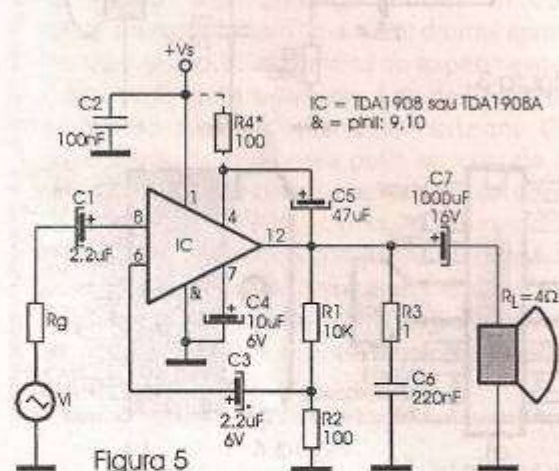 +Vs
C2
100nF
R4*
100
IC = TDA1908 sau TDA1908A
& = pinii: 9,10
C1
+
2.2uF
8
1
4
+
C5
47uF
C7
1000uF
16V
+
IC
12
6
&
7
+
C4
10uF
6V
R1
10K
R3
1
RL=4Ω
Rg
C3
+
2.2uF
6V
R2
100
C6
220nF
Vi
Figura 5